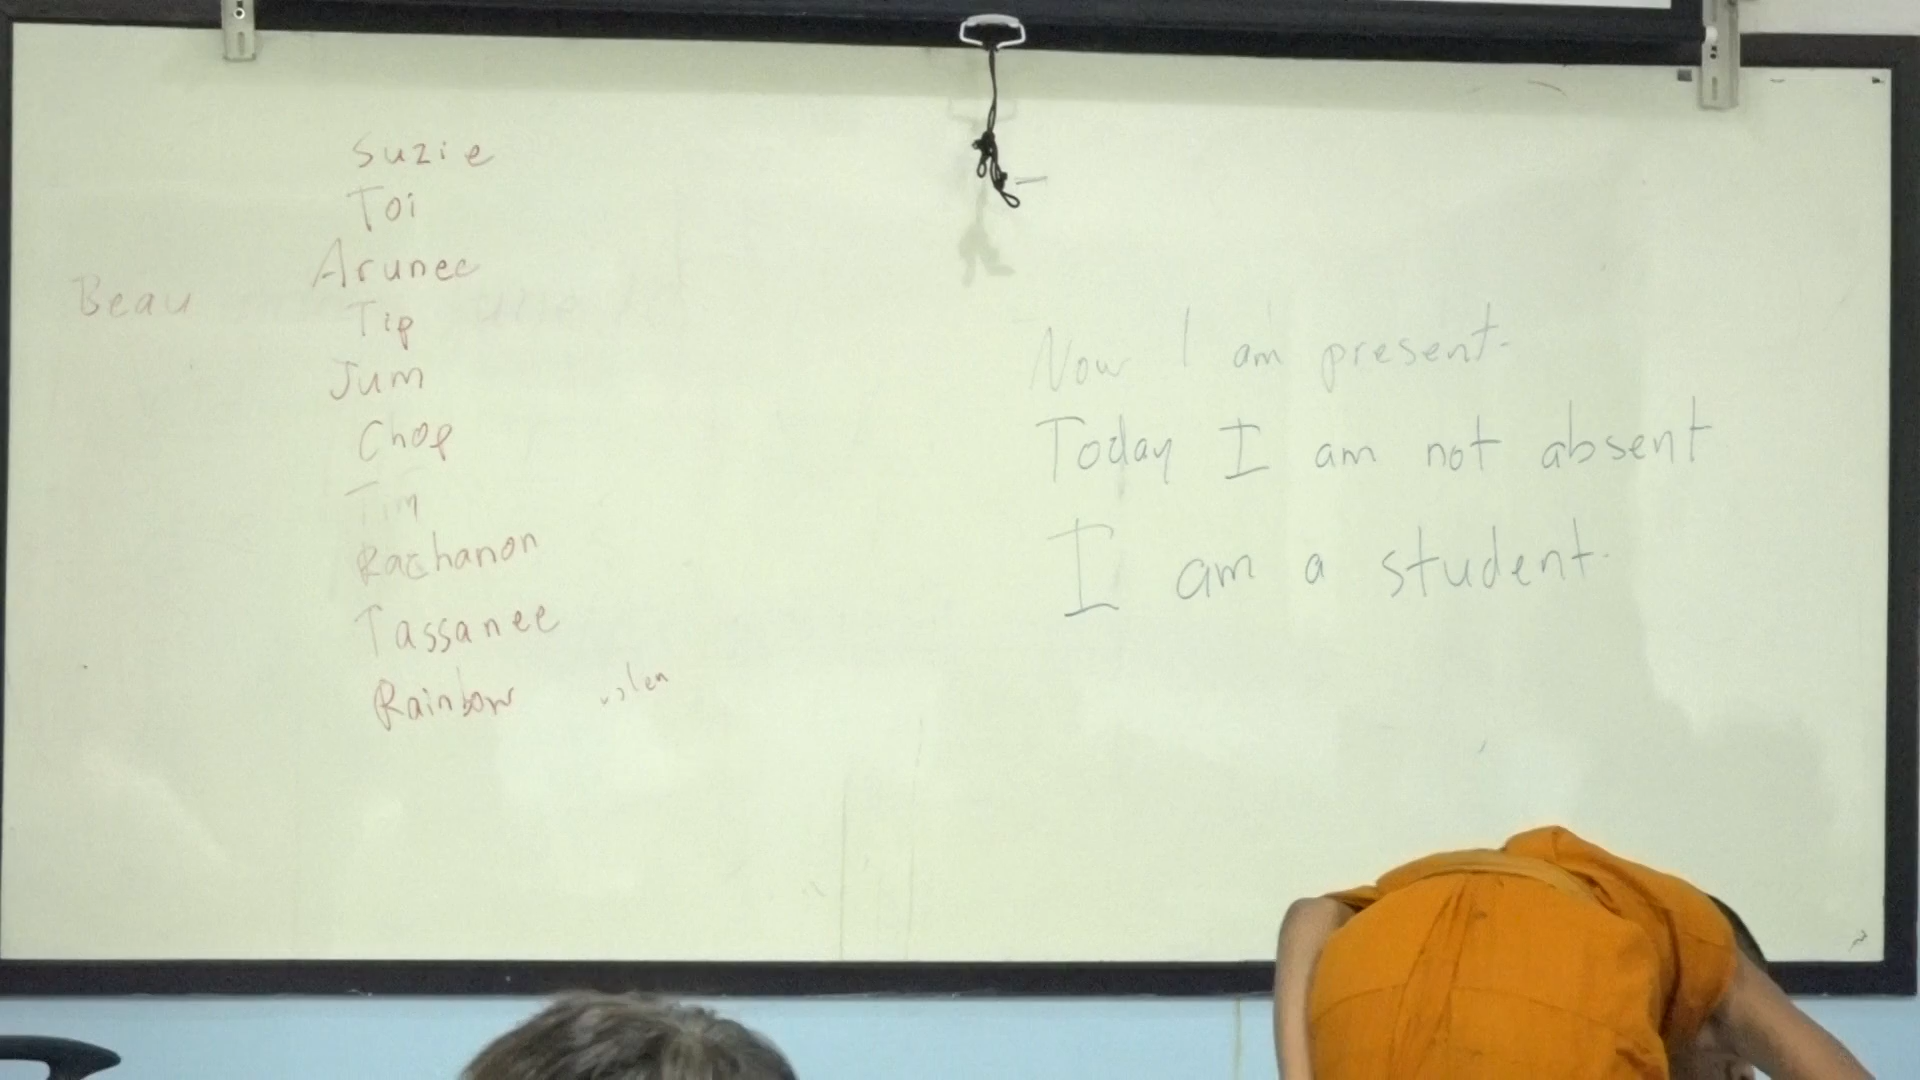 Suzie
Toi
Arunee
Beau
Tip
Jum
Chop
Tim
Rachanon
Tassanee
Rainbow
Now I am present.
Today I am not absent
I am a student.